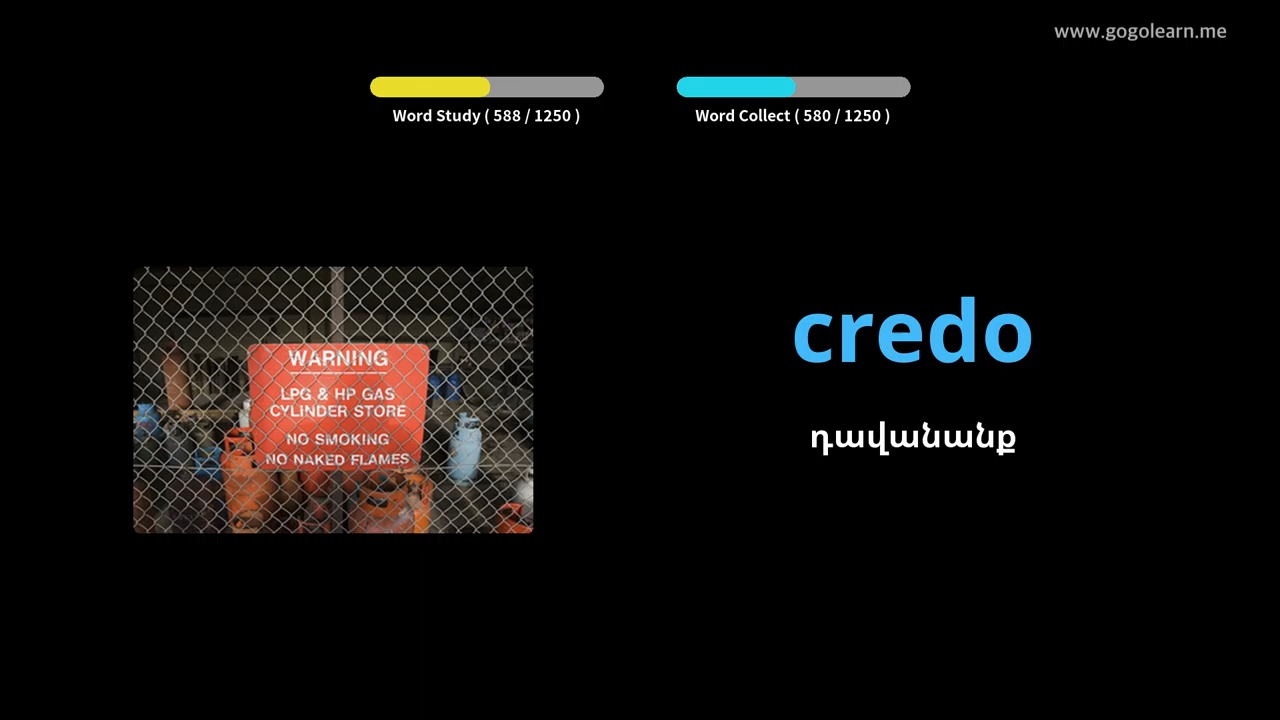 www.gogolearn.me
Word Study ( 588 / 1250 )
Word Collect ( 580 / 1250 )
WARNING
LPG & HP GAS
CYLINDER STORE
NO SMOKING
NO NAKED FLAMES
credo
դավանանք